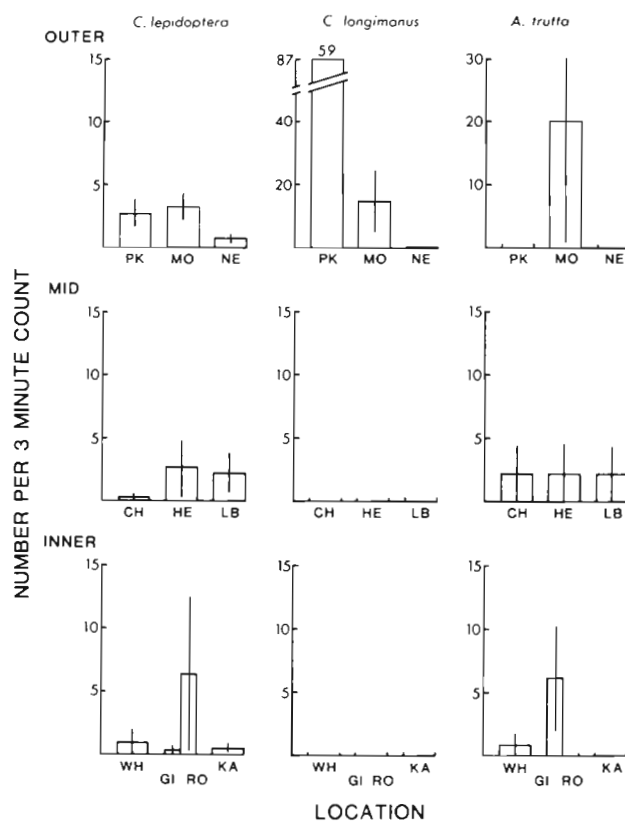 C. lepidoptera C longimanus A. trutta
OUTER
15 10 5
PK MO NE
87 59 40 20
PK MO NE
30 20 10
PK MO NE
MID
15 10 5
CH HE LB
15 10 5
CH HE LB
15 10 5
CH HE LB
INNER
15 10 5
WH KA
GI RO
15 10 5
WH KA
GI RO
15 10 5
WH KA
GI RO
NUMBER PER 3 MINUTE COUNT
LOCATION